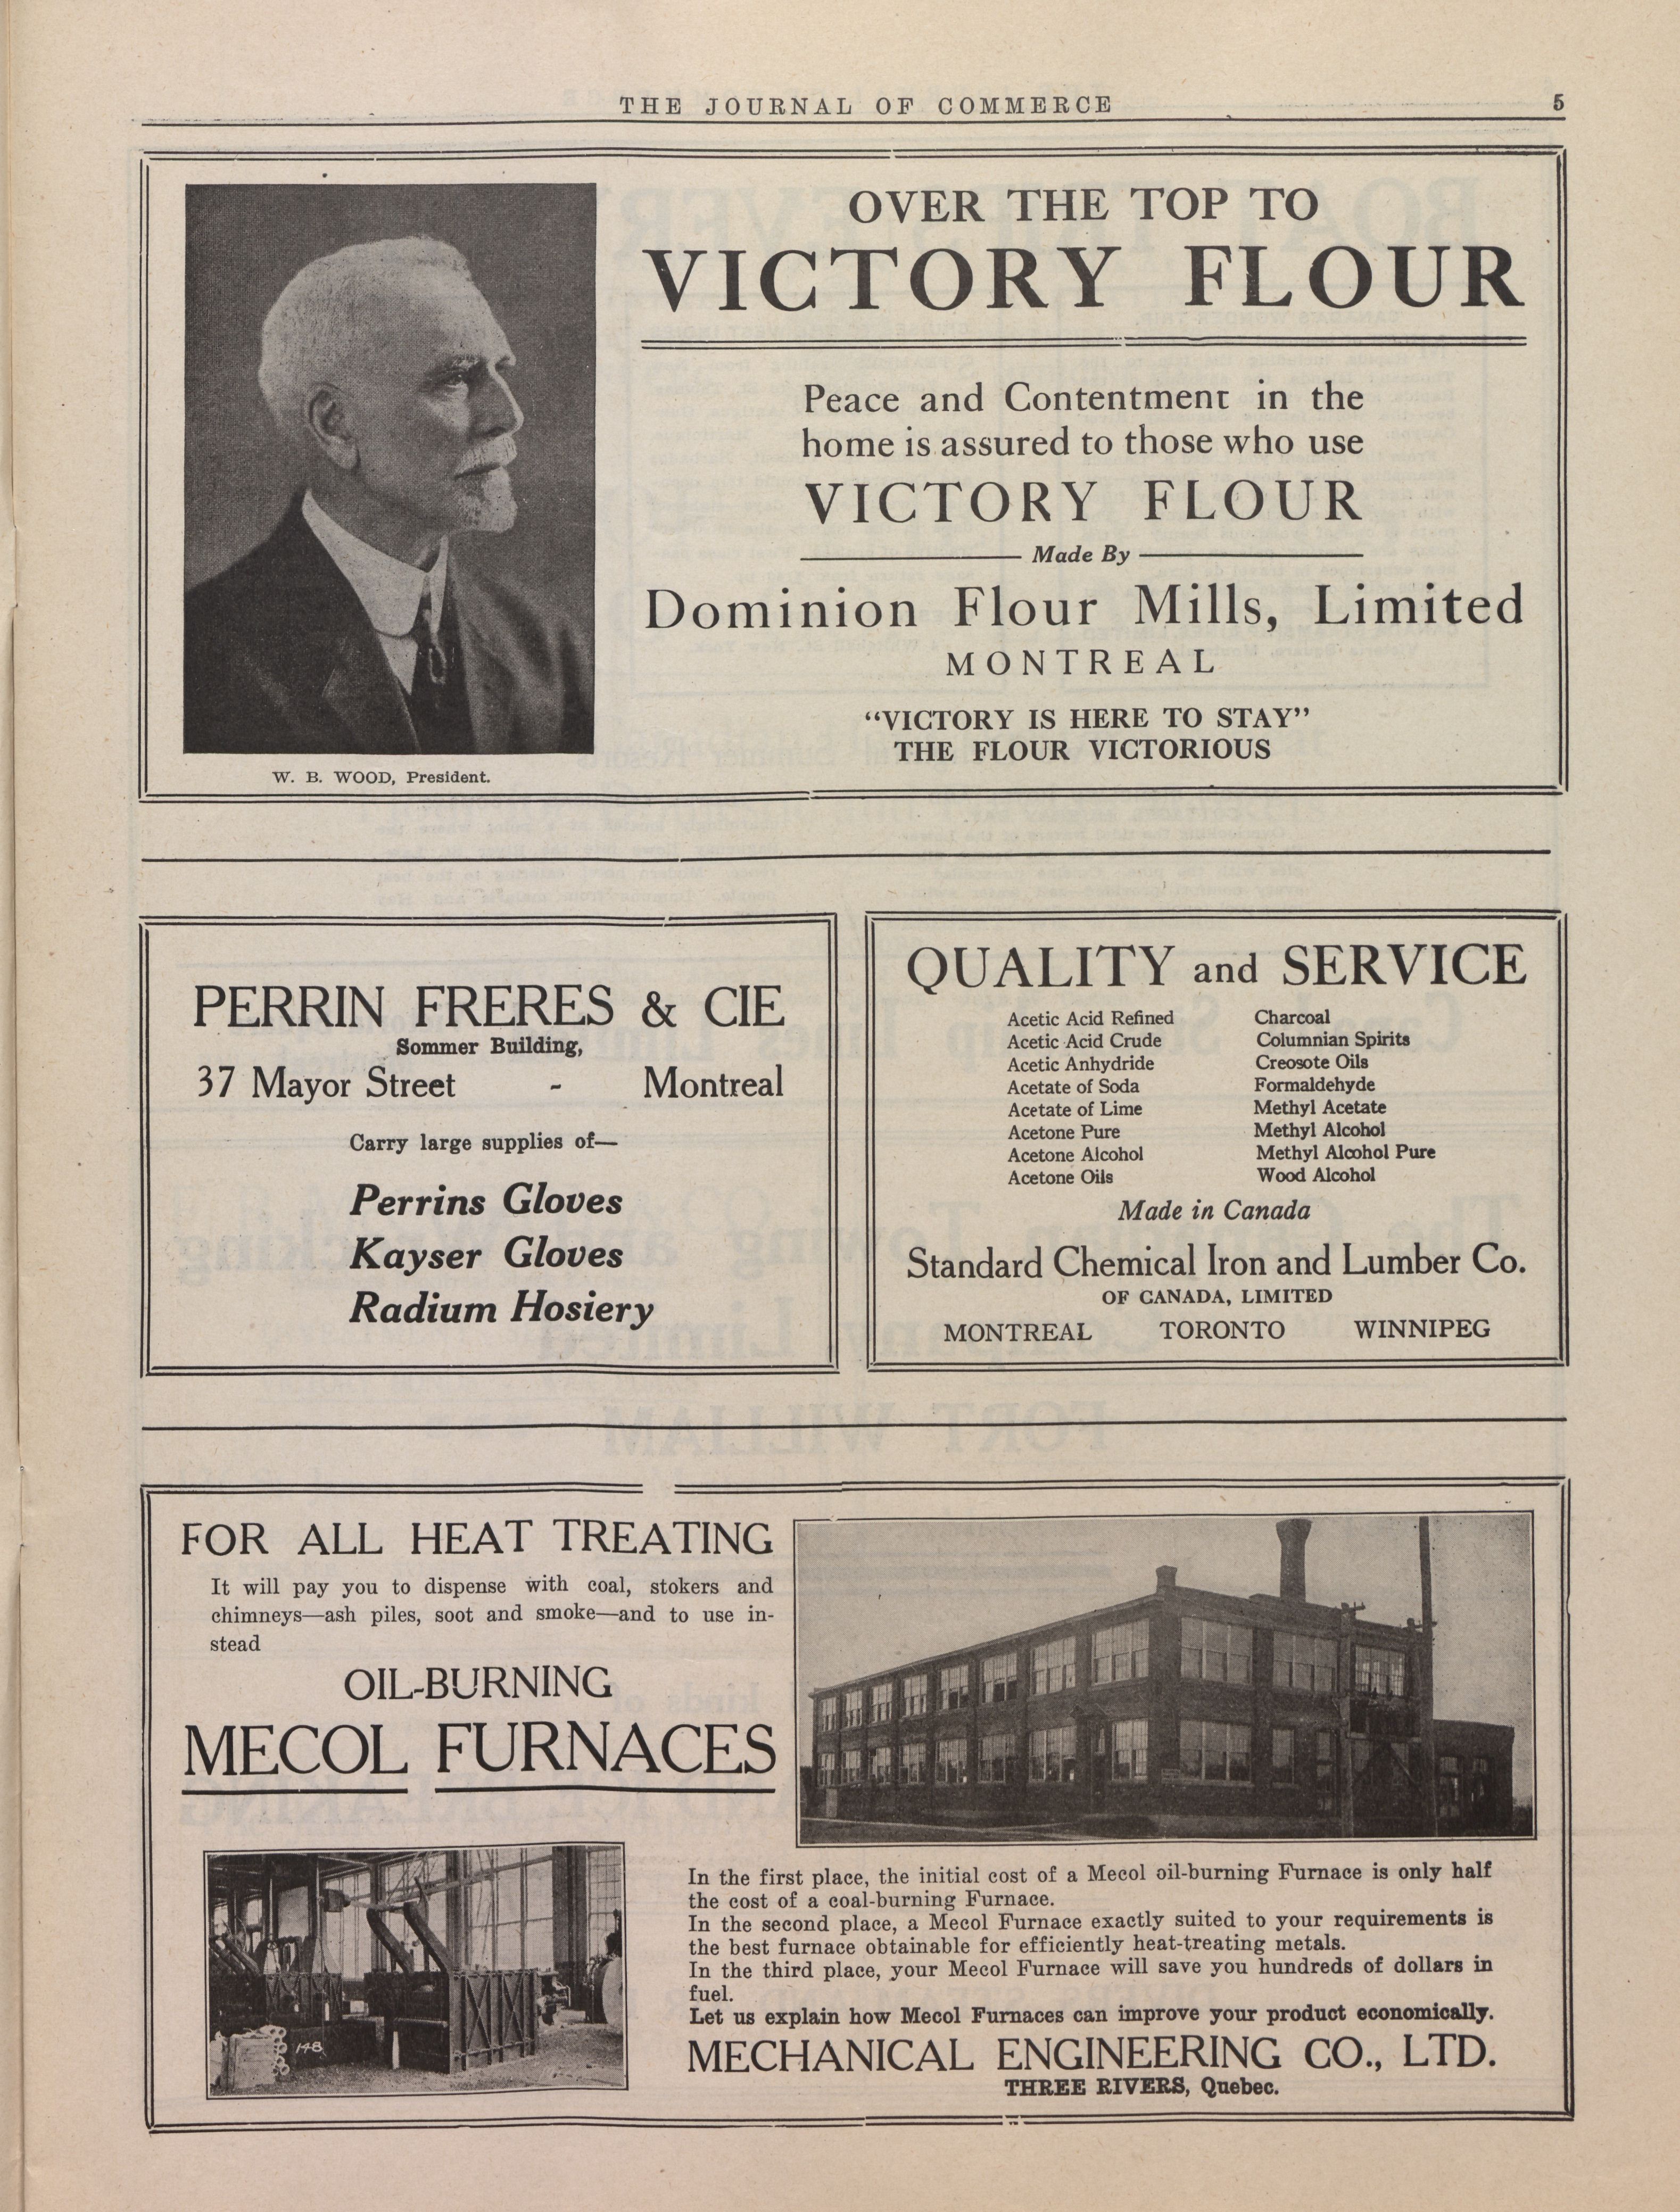 THE JOURNAL OF COMMERCE 5
OVER THE TOP TO
VICTORY FLOUR
Peace and Contentment in the
home is assured to those who use
VICTORY FLOUR
Made By
Dominion Flour Mills, Limited
MONTREAL
"VICTORY IS HERE TO STAY"
THE FLOUR VICTORIOUS
W. B. WOOD, President.
PERRIN FRERES & CIE
Sommer Building,
37 Mayor Street - Montreal
Carry large supplies of—
Perrins Gloves
Kayser Gloves
Radium Hosiery
QUALITY and SERVICE
Acetic Acid Refined
Acetic Acid Crude
Acetic Anhydride
Acetate of Soda
Acetate of Lime
Acetone Pure
Acetone Alcohol
Acetone Oils
Charcoal
Columnian Spirits
Creosote Oils
Formaldehyde
Methyl Acetate
Methyl Alcohol
Methyl Alcohol Pure
Wood Alcohol
Made in Canada
Standard Chemical Iron and Lumber Co.
OF CANADA, LIMITED
MONTREAL TORONTO WINNIPEG
FOR ALL HEAT TREATING
It will pay you to dispense with coal, stokers and
chimneys—ash piles, soot and smoke—and to use in-
stead
OIL-BURNING
MECOL FURNACES
148
In the first place, the initial cost of a Mecol oil-burning Furnace is only half
the cost of a coal-burning Furnace.
In the second place, a Mecol Furnace exactly suited to your requirements is
the best furnace obtainable for efficiently heat-treating metals.
In the third place, your Mecol Furnace will save you hundreds of dollars in
fuel.
Let us explain how Mecol Furnaces can improve your product economically.
MECHANICAL ENGINEERING CO., LTD.
THREE RIVERS, Quebec.